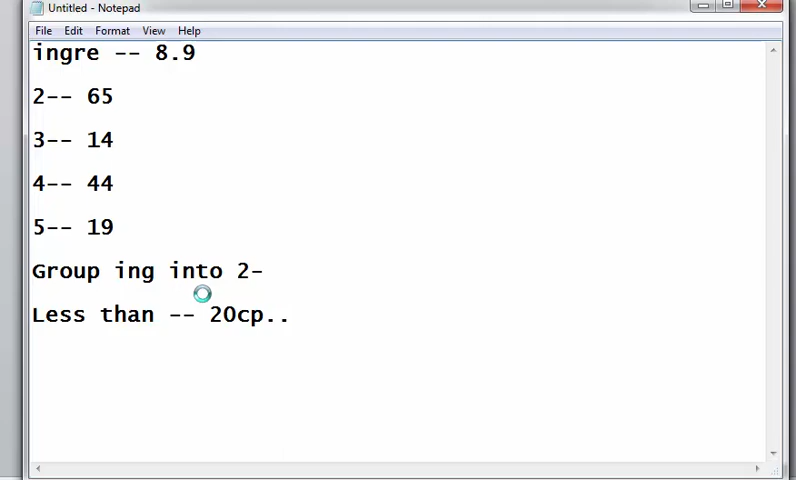 Untitled - Notepad
File Edit Format View Help
ingre -- 8.9
2-- 65
3-- 14
4-- 44
5-- 19
Group ing into 2-
Less than -- 20cp..